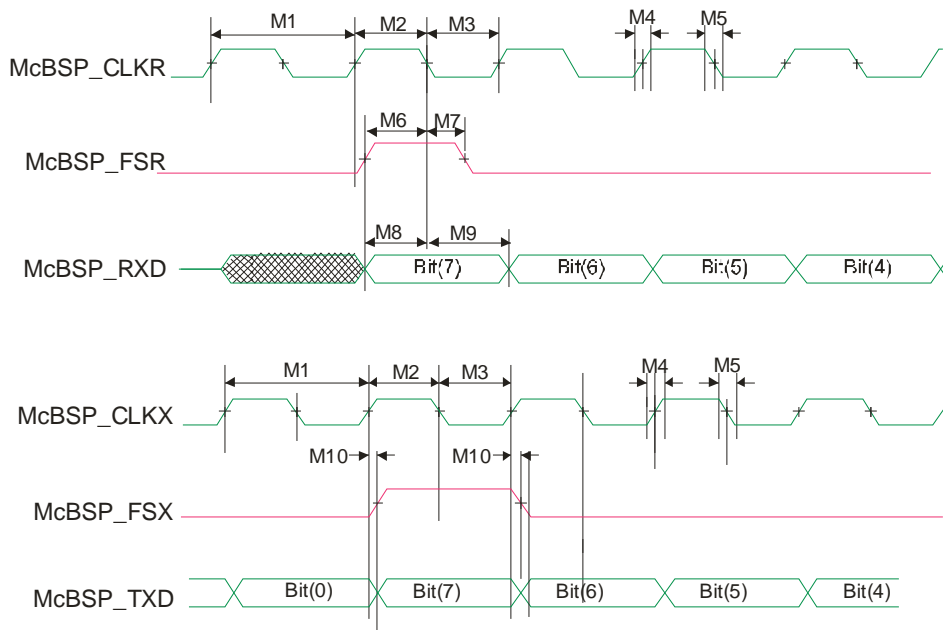 M1 M2 M3 M4 M5
McBSP_CLKR
M6 M7
McBSP_FSR
M8 M9
McBSP_RXD Bit(7) Bit(6) Bit(5) Bit(4)
M1 M2 M3 M4 M5
McBSP_CLKX
M10 M10
McBSP_FSX
McBSP_TXD Bit(0) Bit(7) Bit(6) Bit(5) Bit(4)